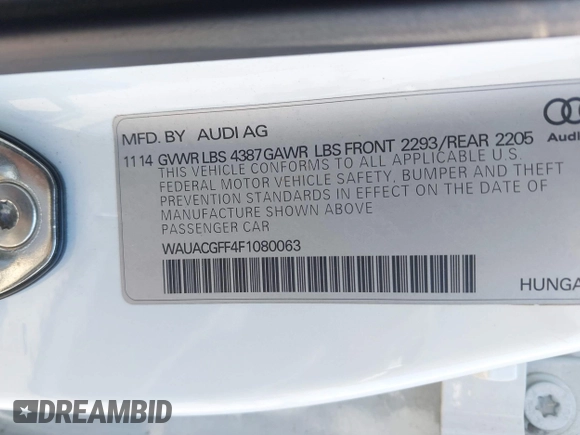 MFD. BY AUDI AG
Audi
11 14 GVWR LBS 4387 GAWR LBS FRONT 2293/REAR 2205
THIS VEHICLE CONFORMS TO ALL APPLICABLE U.S.
FEDERAL MOTOR VEHICLE SAFETY, BUMPER AND THEFT
PREVENTION STANDARDS IN EFFECT ON THE DATE OF
MANUFACTURE SHOWN ABOVE
PASSENGER CAR
WAUACGFF4F1080063
HUNGA
DREAMBID